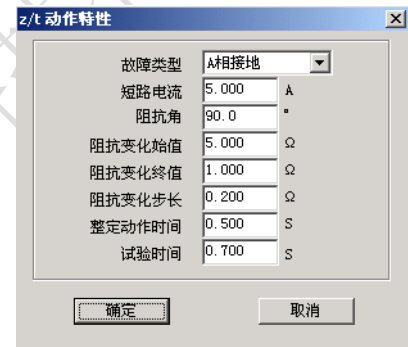 z/t 动作特性
故障类型 A相接地
短路电流 5.000 A
阻抗角 90.0 °
阻抗变化始值 5.000 Ω
阻抗变化终值 1.000 Ω
阻抗变化步长 0.200 Ω
整定动作时间 0.500 S
试验时间 0.700 S
确定 取消